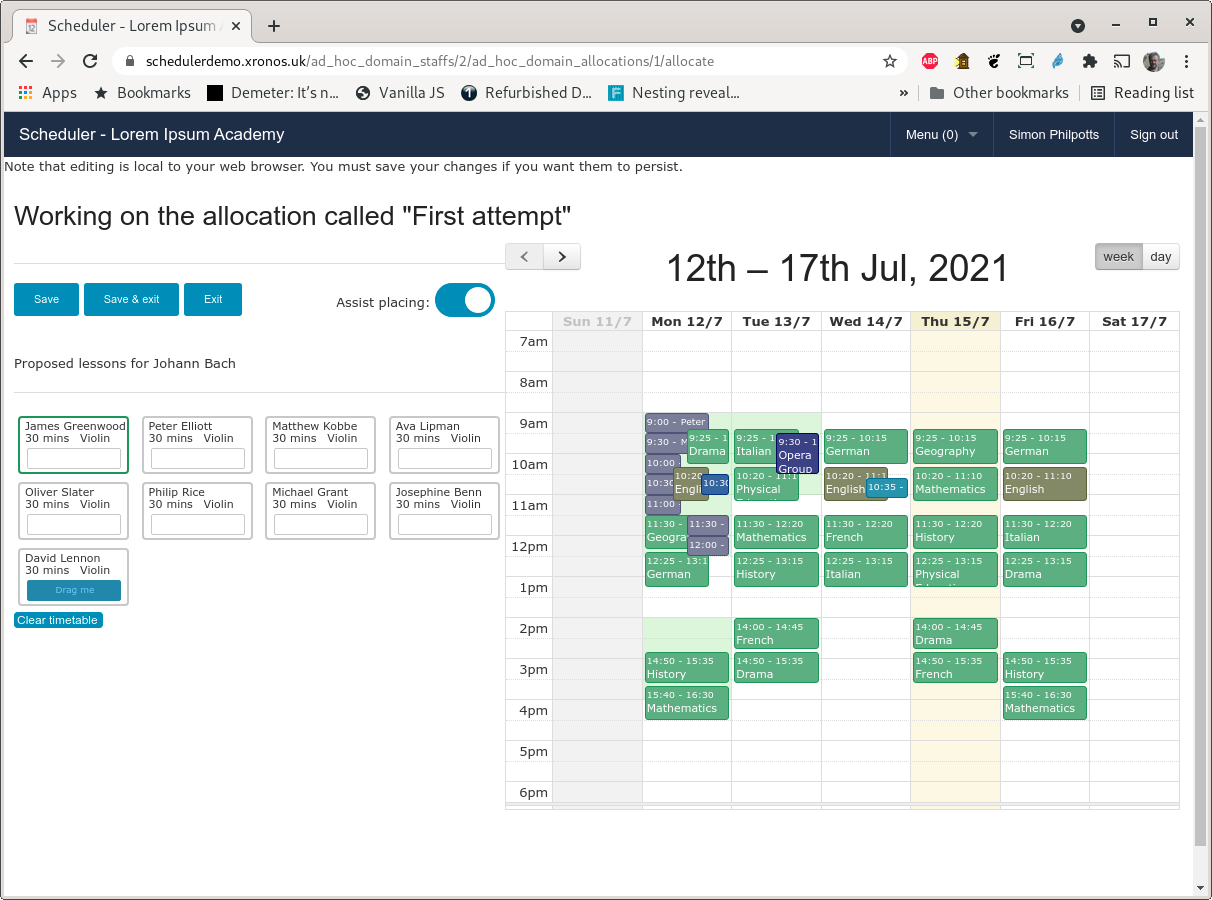 Scheduler - Lorem Ipsum
schedulerdemo.xronos.uk/ad_hoc_domain_staffs/2/ad_hoc_domain_allocations/1/allocate
ABP
Apps
Bookmarks
Demeter: It's n...
Vanilla JS
Refurbished D...
Nesting reveal...
»
Other bookmarks
Reading list
Scheduler - Lorem Ipsum Academy
Menu (0)
Simon Philpotts
Sign out
Note that editing is local to your web browser. You must save your changes if you want them to persist.
Working on the allocation called "First attempt"
Save
Save & exit
Exit
Assist placing:
Proposed lessons for Johann Bach
James Greenwood
30 mins Violin
Peter Elliott
30 mins Violin
Matthew Kobbe
30 mins Violin
Ava Lipman
30 mins Violin
Oliver Slater
30 mins Violin
Philip Rice
30 mins Violin
Michael Grant
30 mins Violin
Josephine Benn
30 mins Violin
David Lennon
30 mins Violin
Drag me
Clear timetable
12th – 17th Jul, 2021
week
day
Sun 11/7
Mon 12/7
Tue 13/7
Wed 14/7
Thu 15/7
Fri 16/7
Sat 17/7
7am
8am
9am
10am
11am
12pm
1pm
2pm
3pm
4pm
5pm
6pm
9:00 - Peter
9:30 - M
10:00
10:30
11:00
9:25 - 1
Drama
10:20
Engli
10:30
11:30 -
Geogra
11:30 -
12:00 -
12:25 - 13:1
German
14:50 - 15:35
History
15:40 - 16:30
Mathematics
9:25 - 1
Italian
9:30 - 1
Opera
Group
10:20 - 11:1
Physical
11:30 - 12:20
Mathematics
12:25 - 13:15
History
14:00 - 14:45
French
14:50 - 15:35
Drama
9:25 - 10:15
German
10:20 - 11:1
English
10:35 -
11:30 - 12:20
French
12:25 - 13:15
Italian
9:25 - 10:15
Geography
10:20 - 11:10
Mathematics
11:30 - 12:20
History
12:25 - 13:15
Physical
14:00 - 14:45
Drama
14:50 - 15:35
French
9:25 - 10:15
German
10:20 - 11:10
English
11:30 - 12:20
Italian
12:25 - 13:15
Drama
14:50 - 15:35
History
15:40 - 16:30
Mathematics